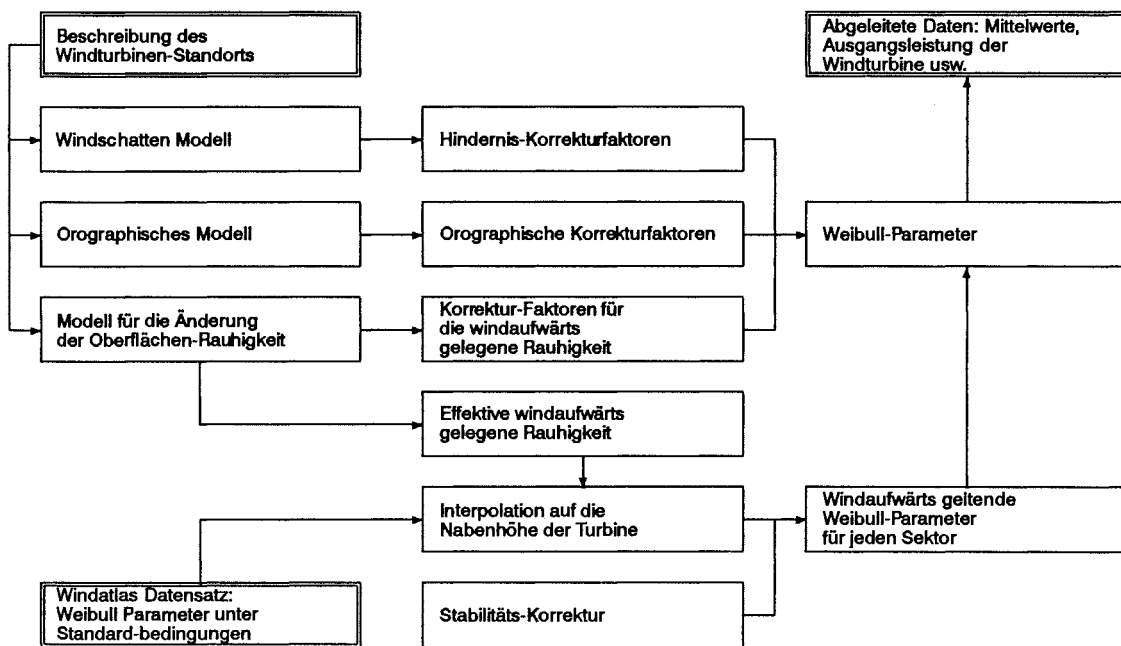 Beschreibung des
Windturbinen-Standorts
Abgeleitete Daten: Mittelwerte,
Ausgangsleistung der
Windturbine usw.
Windschatten Modell
Hindernis-Korrekturfaktoren
Orographisches Modell
Orographische Korrekturfaktoren
Weibull-Parameter
Modell für die Änderung
der Oberflächen-Rauhigkeit
Korrektur-Faktoren für
die windaufwärts
gelegene Rauhigkeit
Effektive windaufwärts
gelegene Rauhigkeit
Interpolation auf die
Nabenhöhe der Turbine
Windaufwärts geltende
Weibull-Parameter
für jeden Sektor
Windatlas Datensatz:
Weibull Parameter unter
Standard-bedingungen
Stabilitäts-Korrektur